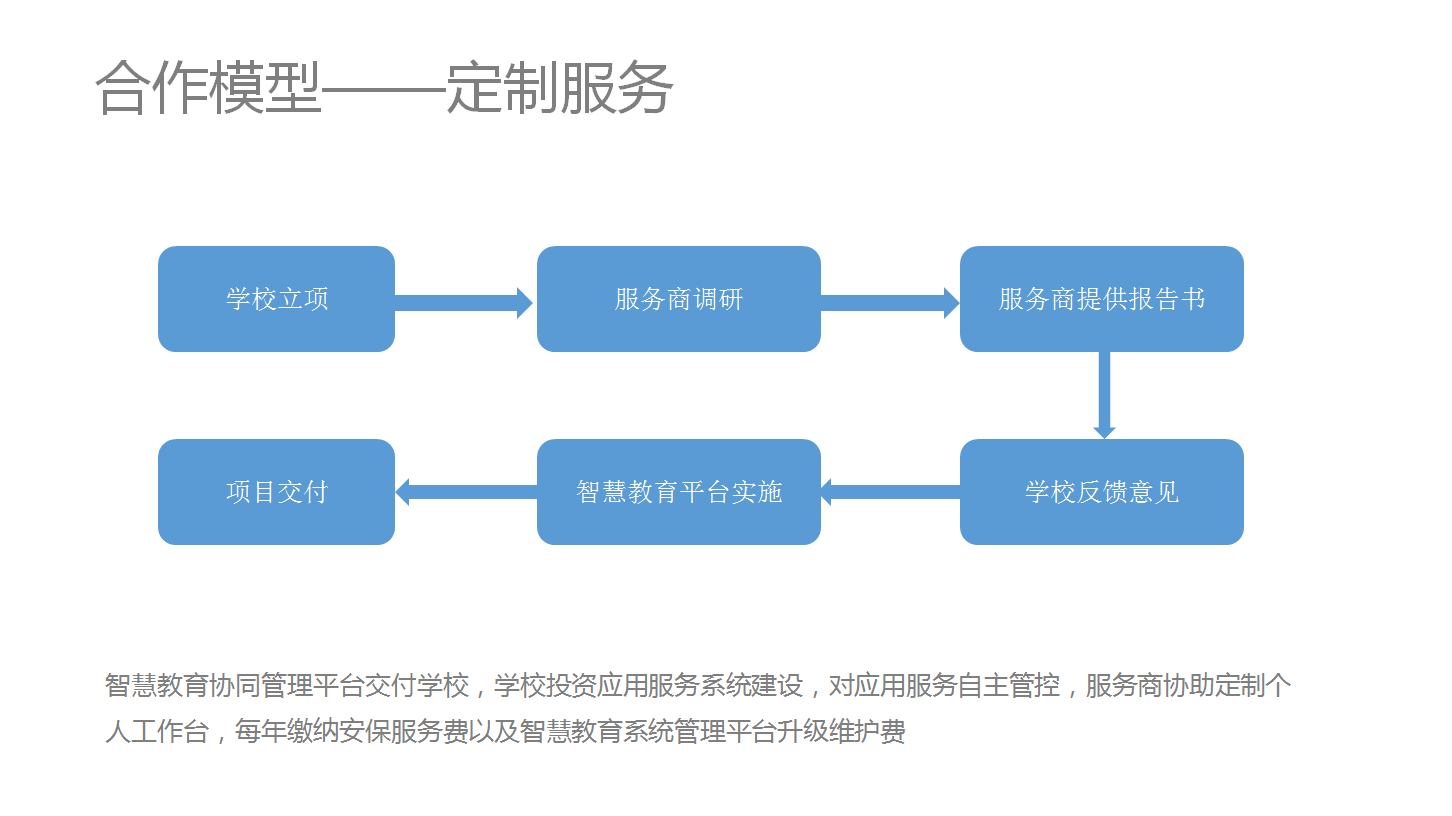 合作模型——定制服务
学校立项
服务商调研
服务商提供报告书
项目交付
智慧教育平台实施
学校反馈意见
智慧教育协同管理平台交付学校，学校投资应用服务系统建设，对应用服务自主管控，服务商协助定制个
人工作台，每年缴纳安保服务费以及智慧教育系统管理平台升级维护费